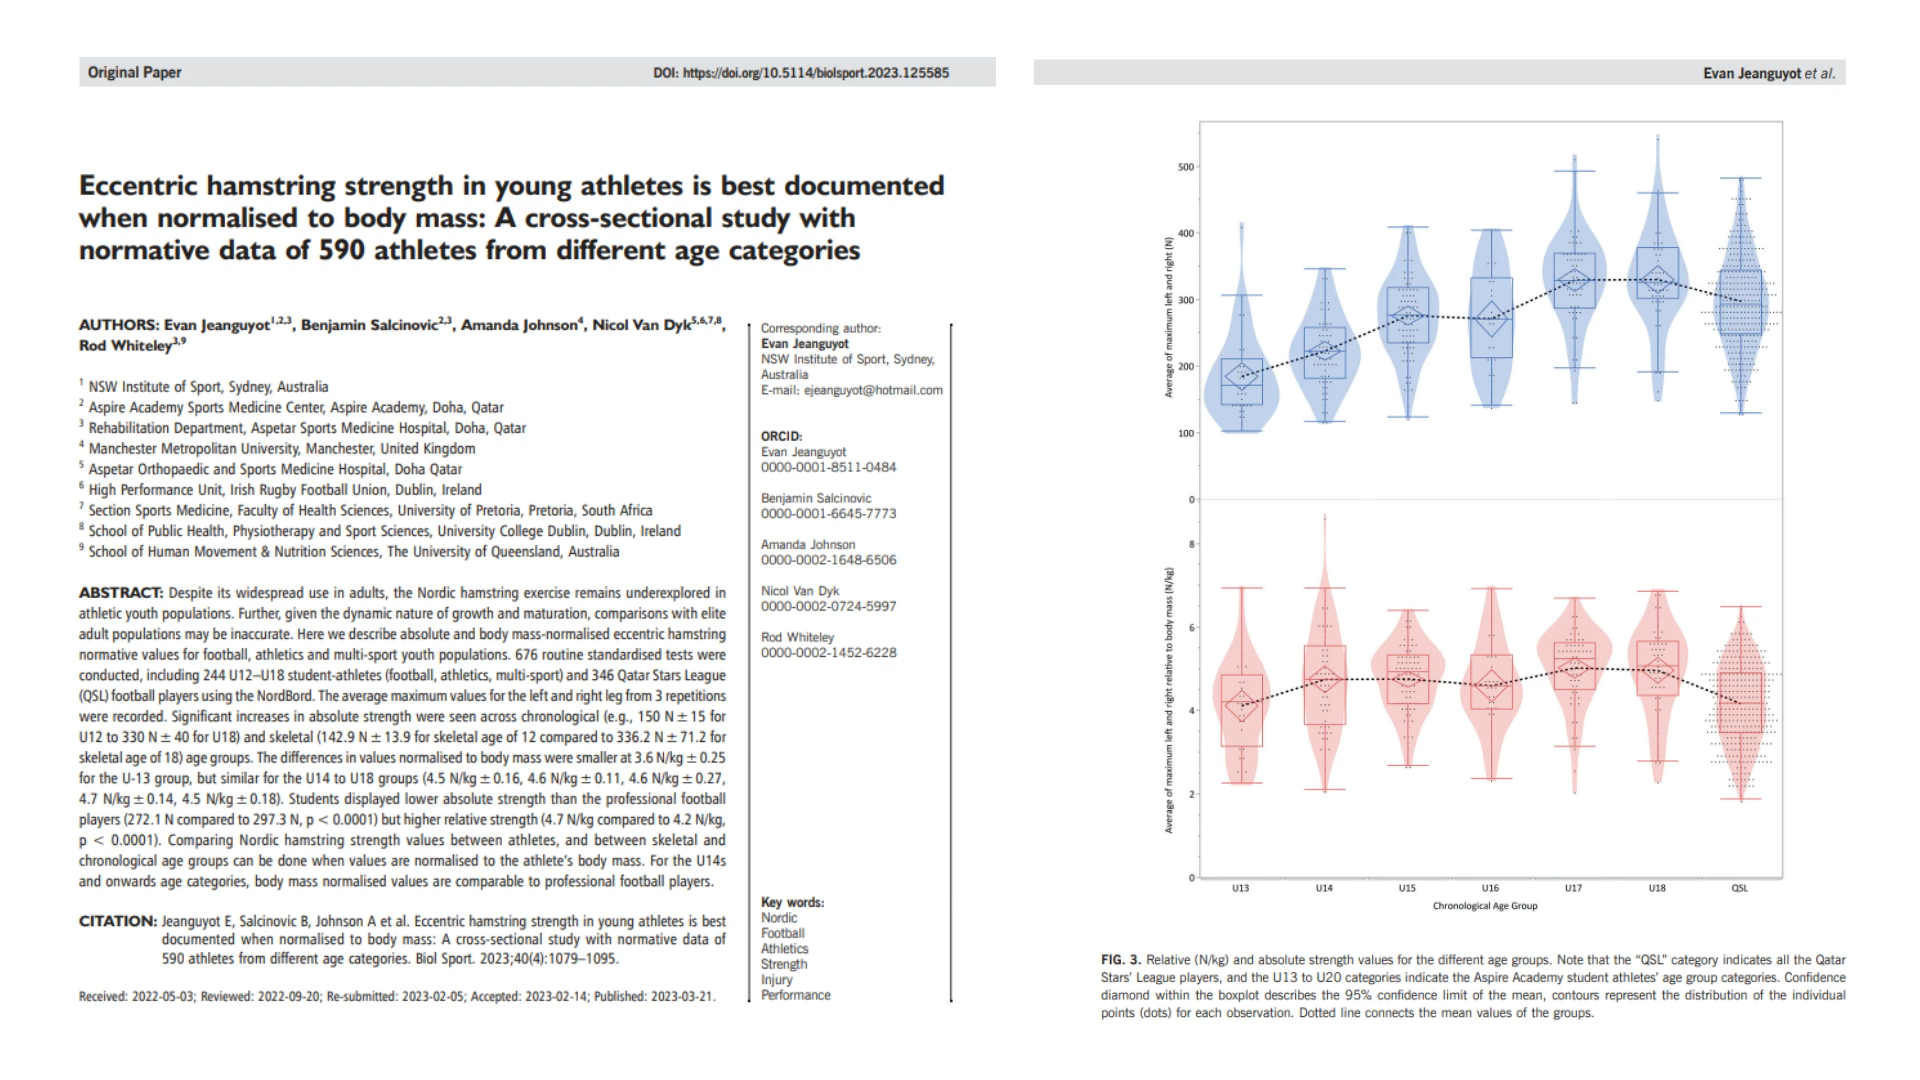 Original Paper
DOI: https://doi.org/10.5114/biolsport.2023.125585
Eccentric hamstring strength in young athletes is best documented
when normalised to body mass: A cross-sectional study with
normative data of 590 athletes from different age categories
AUTHORS: Evan Jeanguyot1,2,3, Benjamin Salcinovic2,3, Amanda Johnson4, Nicol Van Dyk5,6,7,8,
Rod Whiteley3,9
1 NSW Institute of Sport, Sydney, Australia
2 Aspire Academy Sports Medicine Center, Aspire Academy, Doha, Qatar
3 Rehabilitation Department, Aspetar Sports Medicine Hospital, Doha, Qatar
4 Manchester Metropolitan University, Manchester, United Kingdom
5 Aspetar Orthopaedic and Sports Medicine Hospital, Doha Qatar
6 High Performance Unit, Irish Rugby Football Union, Dublin, Ireland
7 Section Sports Medicine, Faculty of Health Sciences, University of Pretoria, Pretoria, South Africa
8 School of Public Health, Physiotherapy and Sport Sciences, University College Dublin, Dublin, Ireland
9 School of Human Movement & Nutrition Sciences, The University of Queensland, Australia
ABSTRACT: Despite its widespread use in adults, the Nordic hamstring exercise remains underexplored in
athletic youth populations. Further, given the dynamic nature of growth and maturation, comparisons with elite
adult populations may be inaccurate. Here we describe absolute and body mass-normalised eccentric hamstring
normative values for football, athletics and multi-sport youth populations. 676 routine standardised tests were
conducted, including 244 U12–U18 student-athletes (football, athletics, multi-sport) and 346 Qatar Stars League
(QSL) football players using the NordBord. The average maximum values for the left and right leg from 3 repetitions
were recorded. Significant increases in absolute strength were seen across chronological (e.g., 150 N ± 15 for
U12 to 330 N ± 40 for U18) and skeletal (142.9 N ± 13.9 for skeletal age of 12 compared to 336.2 N ± 71.2 for
skeletal age of 18) age groups. The differences in values normalised to body mass were smaller at 3.6 N/kg ± 0.25
for the U-13 group, but similar for the U14 to U18 groups (4.5 N/kg ± 0.16, 4.6 N/kg ± 0.11, 4.6 N/kg ± 0.27,
4.7 N/kg ± 0.14, 4.5 N/kg ± 0.18). Students displayed lower absolute strength than the professional football
players (272.1 N compared to 297.3 N, p < 0.0001) but higher relative strength (4.7 N/kg compared to 4.2 N/kg,
p < 0.0001). Comparing Nordic hamstring strength values between athletes, and between skeletal and
chronological age groups can be done when values are normalised to the athlete's body mass. For the U14s
and onwards age categories, body mass normalised values are comparable to professional football players.
CITATION: Jeanguyot E, Salcinovic B, Johnson A et al. Eccentric hamstring strength in young athletes is best
documented when normalised to body mass: A cross-sectional study with normative data of
590 athletes from different age categories. Biol Sport. 2023;40(4):1079–1095.
Received: 2022-05-03; Reviewed: 2022-09-20; Re-submitted: 2023-02-05; Accepted: 2023-02-14; Published: 2023-03-21.
Corresponding author:
Evan Jeanguyot
NSW Institute of Sport, Sydney,
Australia
E-mail: ejeanguyot@hotmail.com
ORCID:
Evan Jeanguyot
0000-0001-8511-0484
Benjamin Salcinovic
0000-0001-6645-7773
Amanda Johnson
0000-0002-1648-6506
Nicol Van Dyk
0000-0002-0724-5997
Rod Whiteley
0000-0002-1452-6228
Key words:
Nordic
Football
Athletics
Strength
Injury
Performance
Evan Jeanguyot et al.
Average of maximum left and right (N)
500
400
300
200
100
0
Average of maximum left and right relative to body mass (N/kg)
8
6
4
2
0
U13 U14 U15 U16 U17 U18 QSL
Chronological Age Group
FIG. 3. Relative (N/kg) and absolute strength values for the different age groups. Note that the "QSL" category indicates all the Qatar
Stars' League players, and the U13 to U20 categories indicate the Aspire Academy student athletes' age group categories. Confidence
diamond within the boxplot describes the 95% confidence limit of the mean, contours represent the distribution of the individual
points (dots) for each observation. Dotted line connects the mean values of the groups.